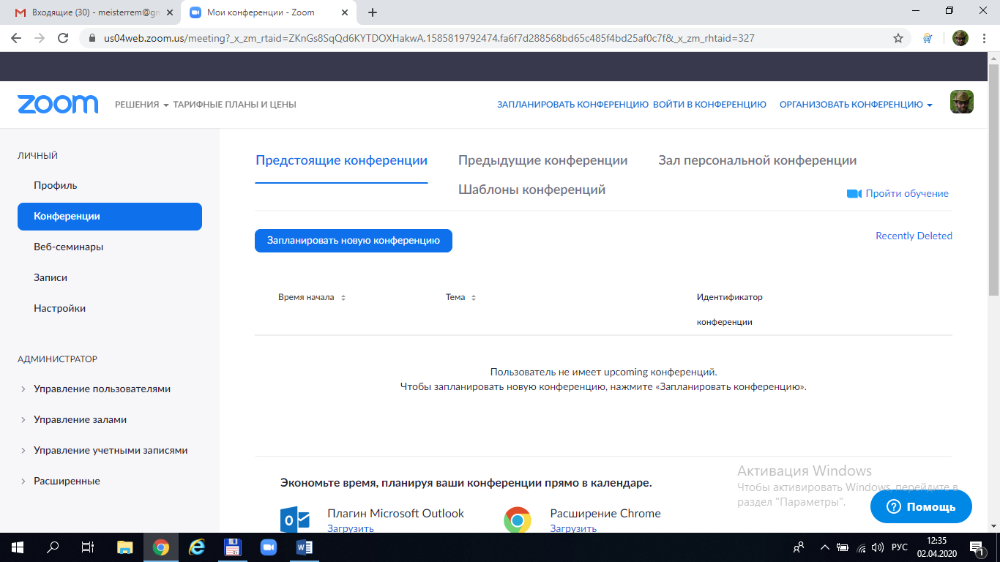 Входящие (30) - meisterrem@gm
Мои конференции - Zoom
us04web.zoom.us/meeting?_x_zm_rtaid=ZKnGs8SqQd6KYTDOXHakwA.1585819792474.fa6f7d288568bd65c485f4bd25af0c7f&_x_zm_rhtaid=327
zoom
РЕШЕНИЯ ТАРИФНЫЕ ПЛАНЫ И ЦЕНЫ
ЗАПЛАНИРОВАТЬ КОНФЕРЕНЦИЮ ВОЙТИ В КОНФЕРЕНЦИЮ ОРГАНИЗОВАТЬ КОНФЕРЕНЦИЮ
ЛИЧНЫЙ
Профиль
Конференции
Веб-семинары
Записи
Настройки
АДМИНИСТРАТОР
Управление пользователями
Управление залами
Управление учетными записями
Расширенные
Предстоящие конференции
Предыдущие конференции
Зал персональной конференции
Шаблоны конференций
Пройти обучение
Запланировать новую конференцию
Recently Deleted
Время начала
Тема
Идентификатор
конференции
Пользователь не имеет upcoming конференций.
Чтобы запланировать новую конференцию, нажмите «Запланировать конференцию».
Экономьте время, планируя ваши конференции прямо в календаре.
Плагин Microsoft Outlook
Загрузить
Расширение Chrome
Загрузить
Активация Windows
Чтобы активировать Windows, перейдите в
раздел "Параметры".
Помощь
РУС
12:35
02.04.2020
1